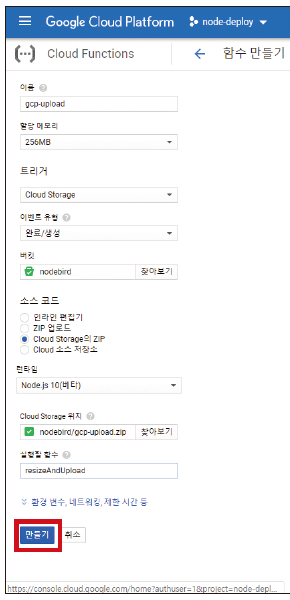 Google Cloud Platform
node-deploy
Cloud Functions
함수 만들기
이름
gcp-upload
할당 메모리
256MB
트리거
Cloud Storage
이벤트 유형
완료/생성
버킷
nodebird
찾아보기
소스 코드
인라인 편집기
ZIP 업로드
Cloud Storage의 ZIP
Cloud 소스 저장소
런타임
Node.js 10(베타)
Cloud Storage 위치
nodebird/gcp-upload.zip
찾아보기
실행할 함수
resizeAndUpload
환경 변수, 네트워킹, 제한 시간 등
만들기
취소
https://console.cloud.google.com/home?authuser=1&project=node-depl...